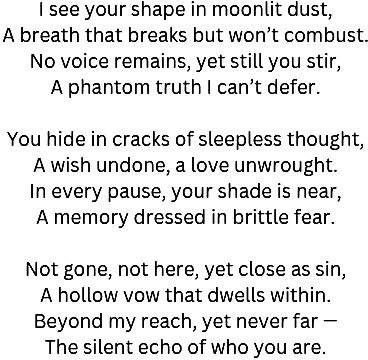 I see your shape in moonlit dust,
A breath that breaks but won’t combust.
No voice remains, yet still you stir,
A phantom truth I can’t defer.

You hide in cracks of sleepless thought,
A wish undone, a love unwrought.
In every pause, your shade is near,
A memory dressed in brittle fear.

Not gone, not here, yet close as sin,
A hollow vow that dwells within.
Beyond my reach, yet never far —
The silent echo of who you are.